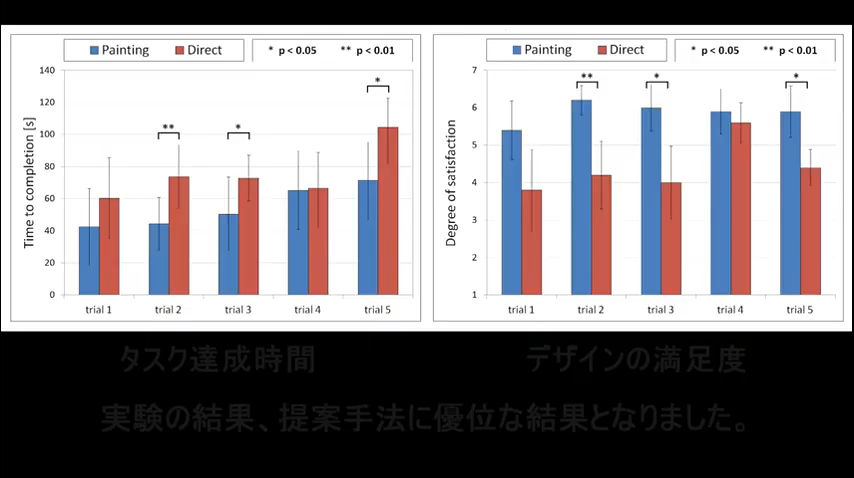 Painting Direct * p < 0.05 ** p < 0.01
Time to completion [s]
140
120
100
80
60
40
20
0
** * *
trial 1 trial 2 trial 3 trial 4 trial 5
Painting Direct * p < 0.05 ** p < 0.01
Degree of satisfaction
7
6
5
4
3
2
1
** * *
trial 1 trial 2 trial 3 trial 4 trial 5
タスク達成時間 デザインの満足度
実験の結果、提案手法に優位な結果となりました。